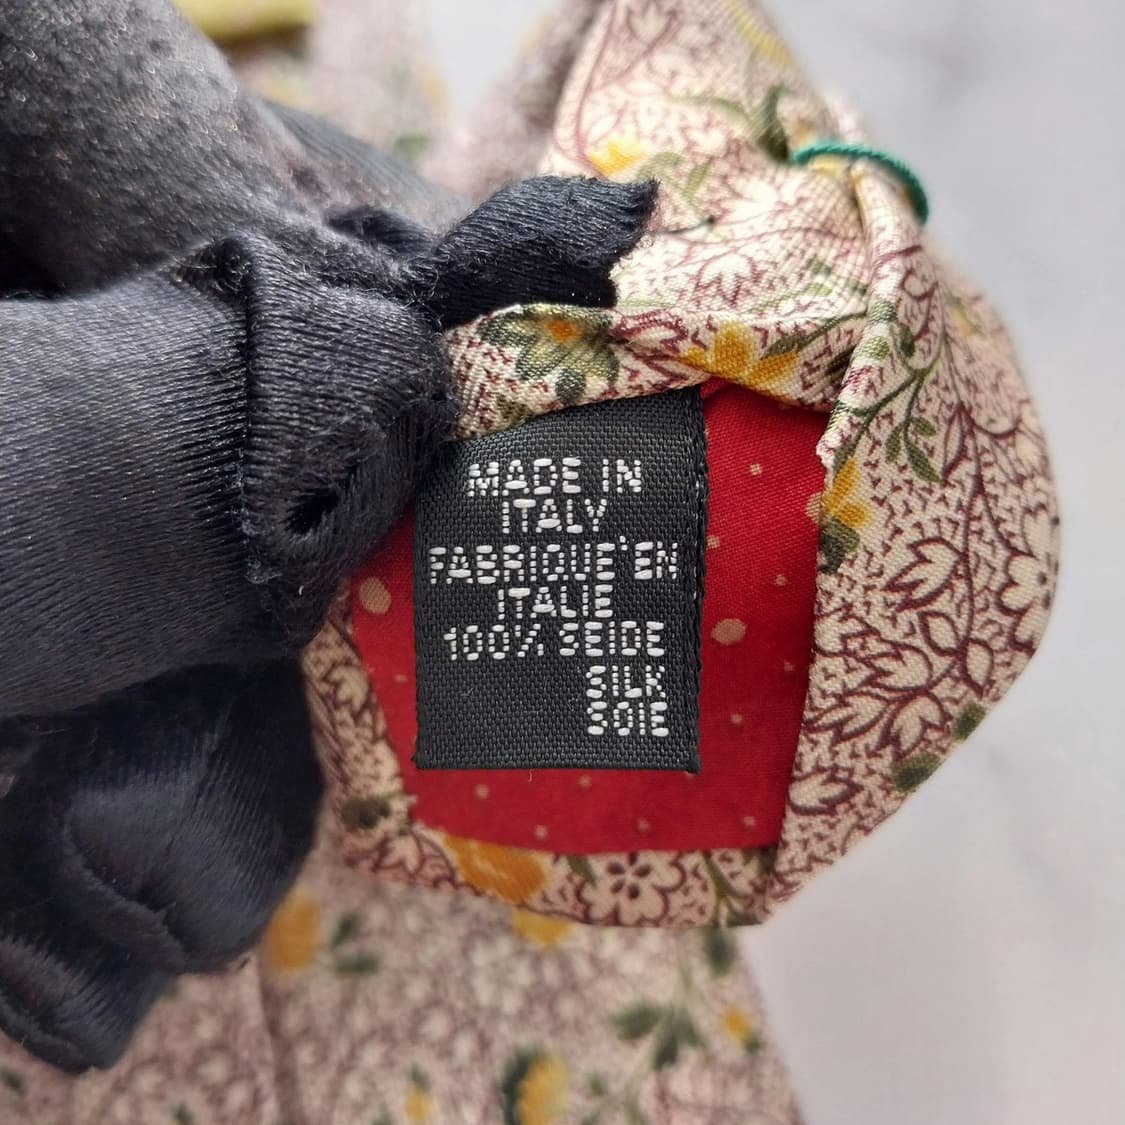 MADE IN
ITALY
FABRIQUE'EN
ITALIE
100% SEIDE
SILK
SOIE